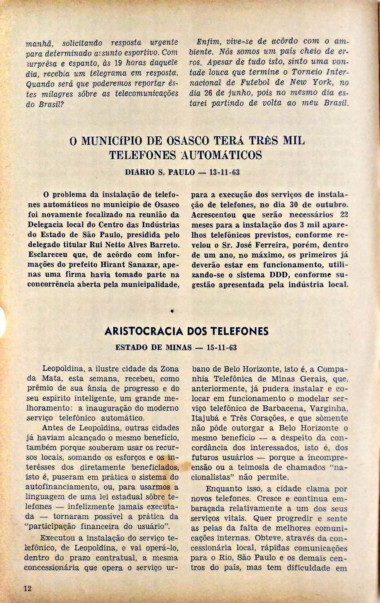 manhã, solicitando resposta urgente
para determinado assunto esportivo. Com
surprêsa e espanto, às 19 horas daquele
dia, recebia um telegrama em resposta.
Quando será que poderemos reportar ês-
tes milagres sôbre as telecomunicações
do Brasil?
Enfim, vive-se de acôrdo com o am-
biente. Nós somos um país cheio de er-
ros. Apesar de tudo isto, sinto uma von-
tade louca que termine o Torneio Inter-
nacional de Futebol de New York, no
dia 26 de junho, pois no mesmo dia es-
tarei partindo de volta ao meu Brasil.
O MUNICÍPIO DE OSASCO TERÁ TRÊS MIL
TELEFONES AUTOMÁTICOS
DIARIO S. PAULO — 13-11-63
O problema da instalação de telefo-
nes automáticos no município de Osasco
foi novamente focalizado na reunião da
Delegacia local do Centro das Indústrias
do Estado de São Paulo, presidida pelo
delegado titular Rui Netto Alves Barreto.
Esclareceu que, de acôrdo com infor-
mações do prefeito Hirant Sanazar, ape-
nas uma firma havia tomado parte na
concorrência aberta pela municipalidade,
para a execução dos serviços de instala-
ção de telefones, no dia 30 de outubro.
Acrescentou que serão necessários 22
meses para a instalação dos 3 mil apare-
lhos telefônicos previstos, conforme re-
velou o Sr. José Ferreira, porém, dentro
de um ano, no máximo, os primeiros já
deverão estar em funcionamento, utili-
zando-se o sistema DDD, conforme su-
gestão apresentada pela indústria local.
ARISTOCRACIA DOS TELEFONES
ESTADO DE MINAS — 15-11-63
Leopoldina, a ilustre cidade da Zona
da Mata, esta semana, recebeu, como
prêmio de sua ânsia de progresso e do
seu espírito inteligente, um grande me-
lhoramento: a inauguração do moderno
serviço telefônico automático.
Antes de Leopoldina, outras cidades
já haviam alcançado o mesmo benefício,
também porque souberam usar os recur-
sos locais, somando os esforços e os in-
terêsses dos diretamente beneficiados,
isto é, puseram em prática o sistema do
autofinanciamento, ou, para usarmos a
linguagem de uma lei estadual sôbre te-
lefones — infelizmente jamais executa-
da — tornaram possível a prática da
"participação financeira do usuário".
Executou a instalação do serviço te-
lefônico, de Leopoldina, e vai operá-lo,
dentro do prazo contratual, a mesma
concessionária que opera o serviço ur-
bano de Belo Horizonte, isto é, a Compa-
nhia Telefônica de Minas Gerais, que,
anteriormente, já pudera instalar e co-
locar em funcionamento o modelar ser-
viço telefônico de Barbacena, Varginha,
Itajubá e Três Corações, e que sòmente
não pôde outorgar a Belo Horizonte o
mesmo benefício — a despeito da con-
cordância dos interessados, isto é, dos
futuros usuários — porque a incompre-
ensão ou a teimosia de chamados "na-
cionalistas" não permite.
Enquanto isso, a cidade clama por
novos telefones. Cresce e continua em-
baraçada relativamente a um dos seus
serviços vitais. Quer progredir e sente
as peias da falta de melhores comuni-
cações internas. Obteve, através da con-
cessionária local, rápidas comunicações
para o Rio, São Paulo e os demais cen-
tros do país, mas tem dificuldade em
12